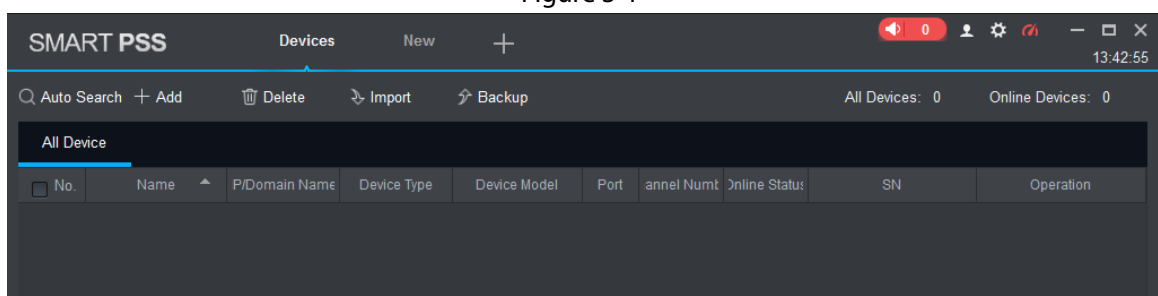 SMART PSS
Devices
New
0
13:42:55
Auto Search
Add
Delete
Import
Backup
All Devices: 0
Online Devices: 0
All Device
No.
Name
P/Domain Name
Device Type
Device Model
Port
annel Numb
Online Status
SN
Operation